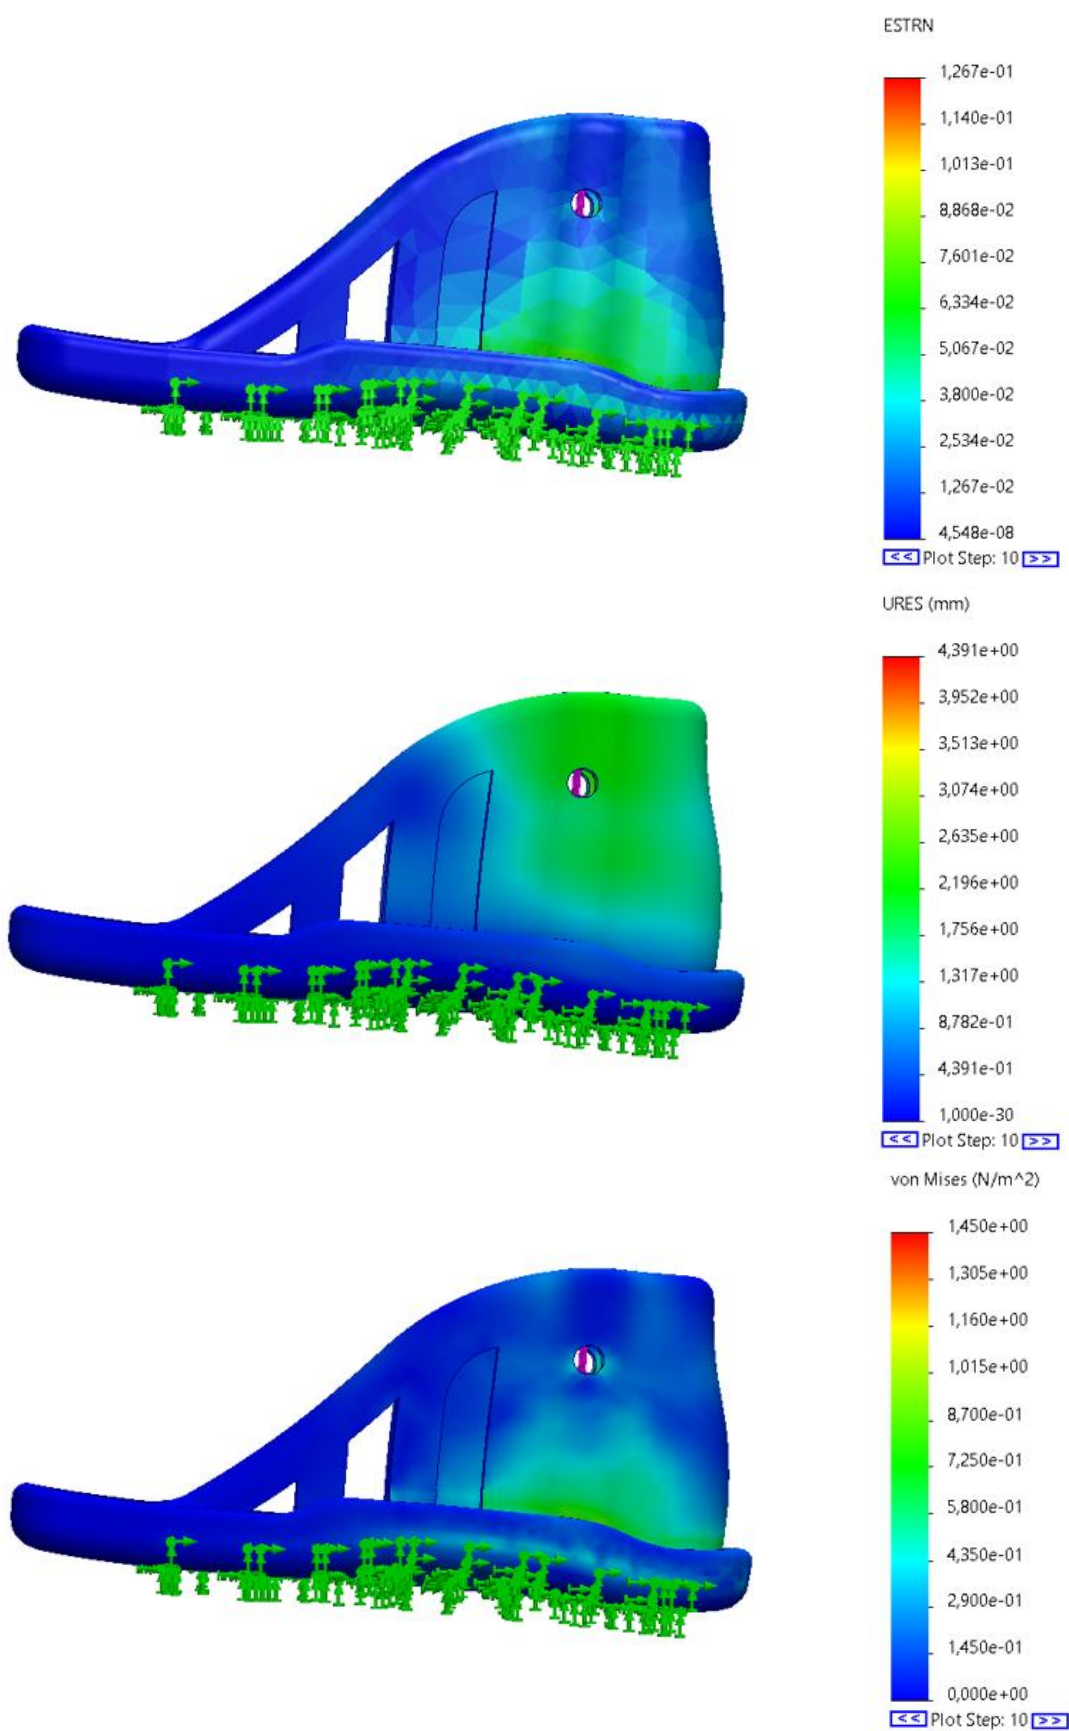 ESTRN
1,267e-01
1,140e-01
1,013e-01
8,868e-02
7,601e-02
6,334e-02
5,067e-02
3,800e-02
2,534e-02
1,267e-02
4,548e-08
<< Plot Step: 10 >>
URES (mm)
4,391e+00
3,952e+00
3,513e+00
3,074e+00
2,635e+00
2,196e+00
1,756e+00
1,317e+00
8,782e-01
4,391e-01
1,000e-30
<< Plot Step: 10 >>
von Mises (N/m^2)
1,450e+00
1,305e+00
1,160e+00
1,015e+00
8,700e-01
7,250e-01
5,800e-01
4,350e-01
2,900e-01
1,450e-01
0,000e+00
<< Plot Step: 10 >>